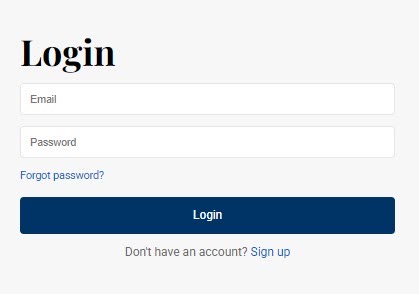 Login
Email
Password
Forgot password?
Login
Don't have an account? Sign up